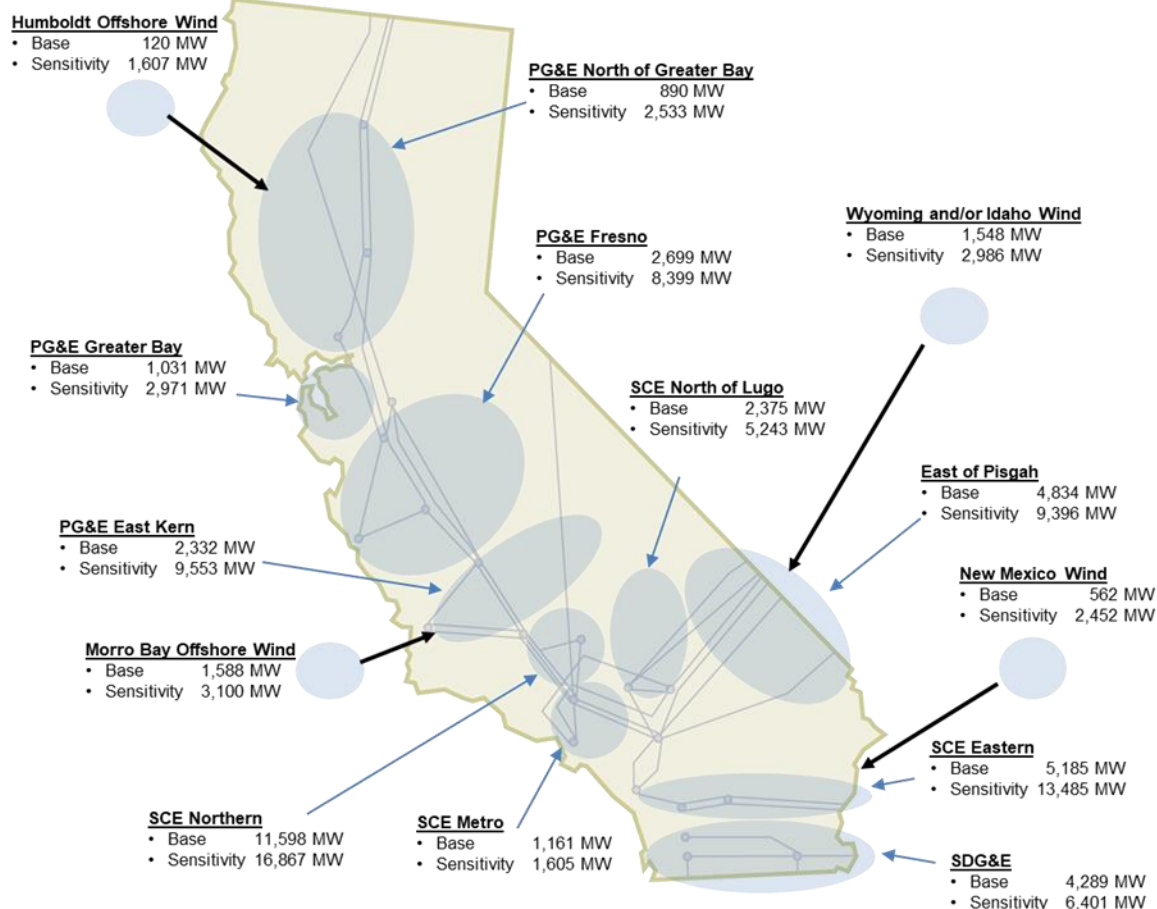 Humboldt Offshore Wind
• Base 120 MW
• Sensitivity 1,607 MW
PG&E North of Greater Bay
• Base 890 MW
• Sensitivity 2,533 MW
Wyoming and/or Idaho Wind
• Base 1,548 MW
• Sensitivity 2,986 MW
PG&E Fresno
• Base 2,699 MW
• Sensitivity 8,399 MW
PG&E Greater Bay
• Base 1,031 MW
• Sensitivity 2,971 MW
SCE North of Lugo
• Base 2,375 MW
• Sensitivity 5,243 MW
East of Pisgah
• Base 4,834 MW
• Sensitivity 9,396 MW
PG&E East Kern
• Base 2,332 MW
• Sensitivity 9,553 MW
New Mexico Wind
• Base 562 MW
• Sensitivity 2,452 MW
Morro Bay Offshore Wind
• Base 1,588 MW
• Sensitivity 3,100 MW
SCE Eastern
• Base 5,185 MW
• Sensitivity 13,485 MW
SCE Northern
• Base 11,598 MW
• Sensitivity 16,867 MW
SCE Metro
• Base 1,161 MW
• Sensitivity 1,605 MW
SDG&E
• Base 4,289 MW
• Sensitivity 6,401 MW